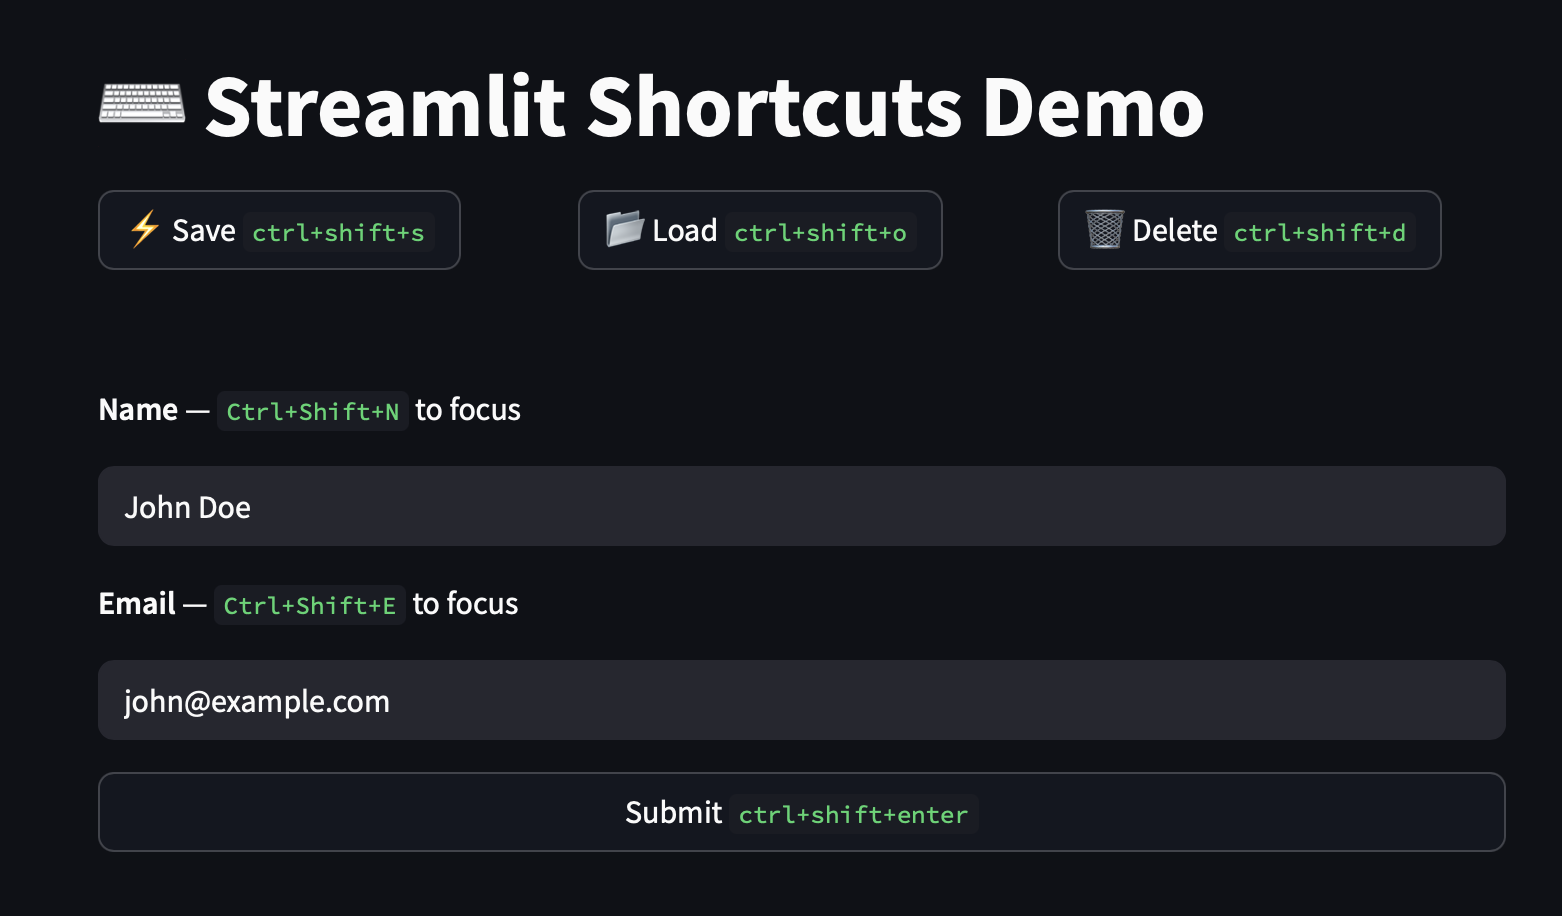 Streamlit Shortcuts Demo
Save ctrl+shift+s
Load ctrl+shift+o
Delete ctrl+shift+d
Name — Ctrl+Shift+N to focus
John Doe
Email — Ctrl+Shift+E to focus
john@example.com
Submit ctrl+shift+enter